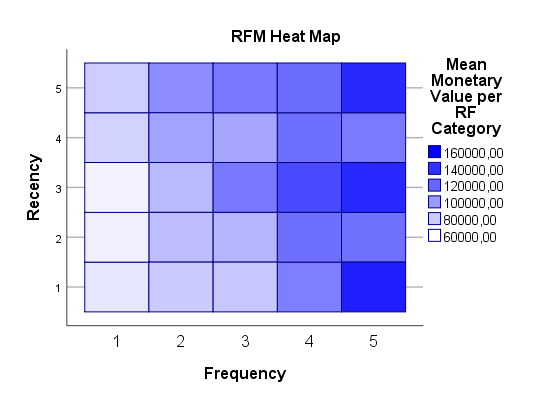 RFM Heat Map
Recency
5
4
3
2
1
1 2 3 4 5
Frequency
Mean
Monetary
Value per
RF
Category
160000,00
140000,00
120000,00
100000,00
80000,00
60000,00